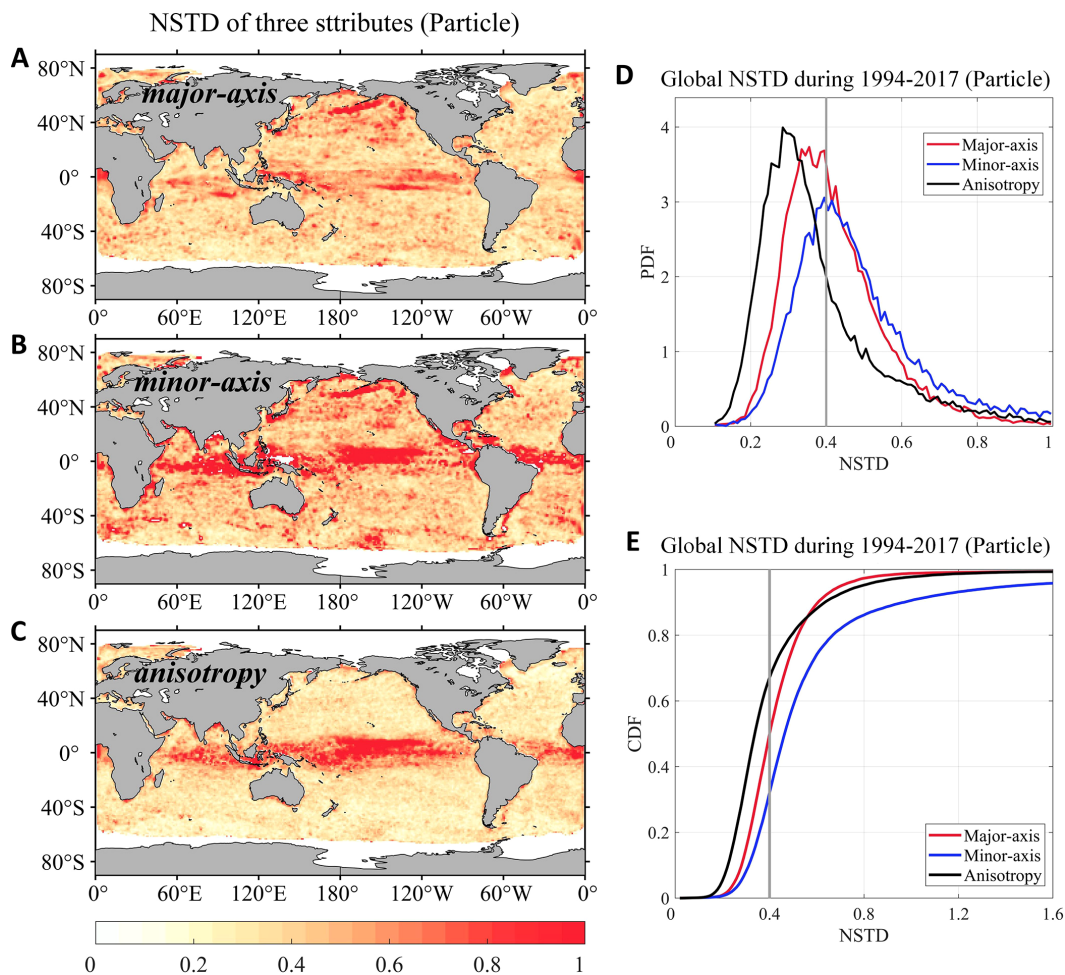 NSTD of three sttributes (Particle)
A
80°N
40°N
0°
40°S
80°S
major-axis
0° 60°E 120°E 180° 120°W 60°W 0°
B
80°N
40°N
0°
40°S
80°S
minor-axis
0° 60°E 120°E 180° 120°W 60°W 0°
C
80°N
40°N
0°
40°S
80°S
anisotropy
0° 60°E 120°E 180° 120°W 60°W 0°
0 0.2 0.4 0.6 0.8 1
D
Global NSTD during 1994-2017 (Particle)
4
3
2
1
PDF
Major-axis
Minor-axis
Anisotropy
0 0.2 0.4 0.6 0.8 1
NSTD
E
Global NSTD during 1994-2017 (Particle)
1
0.8
0.6
0.4
0.2
0
CDF
Major-axis
Minor-axis
Anisotropy
0 0.4 0.8 1.2 1.6
NSTD